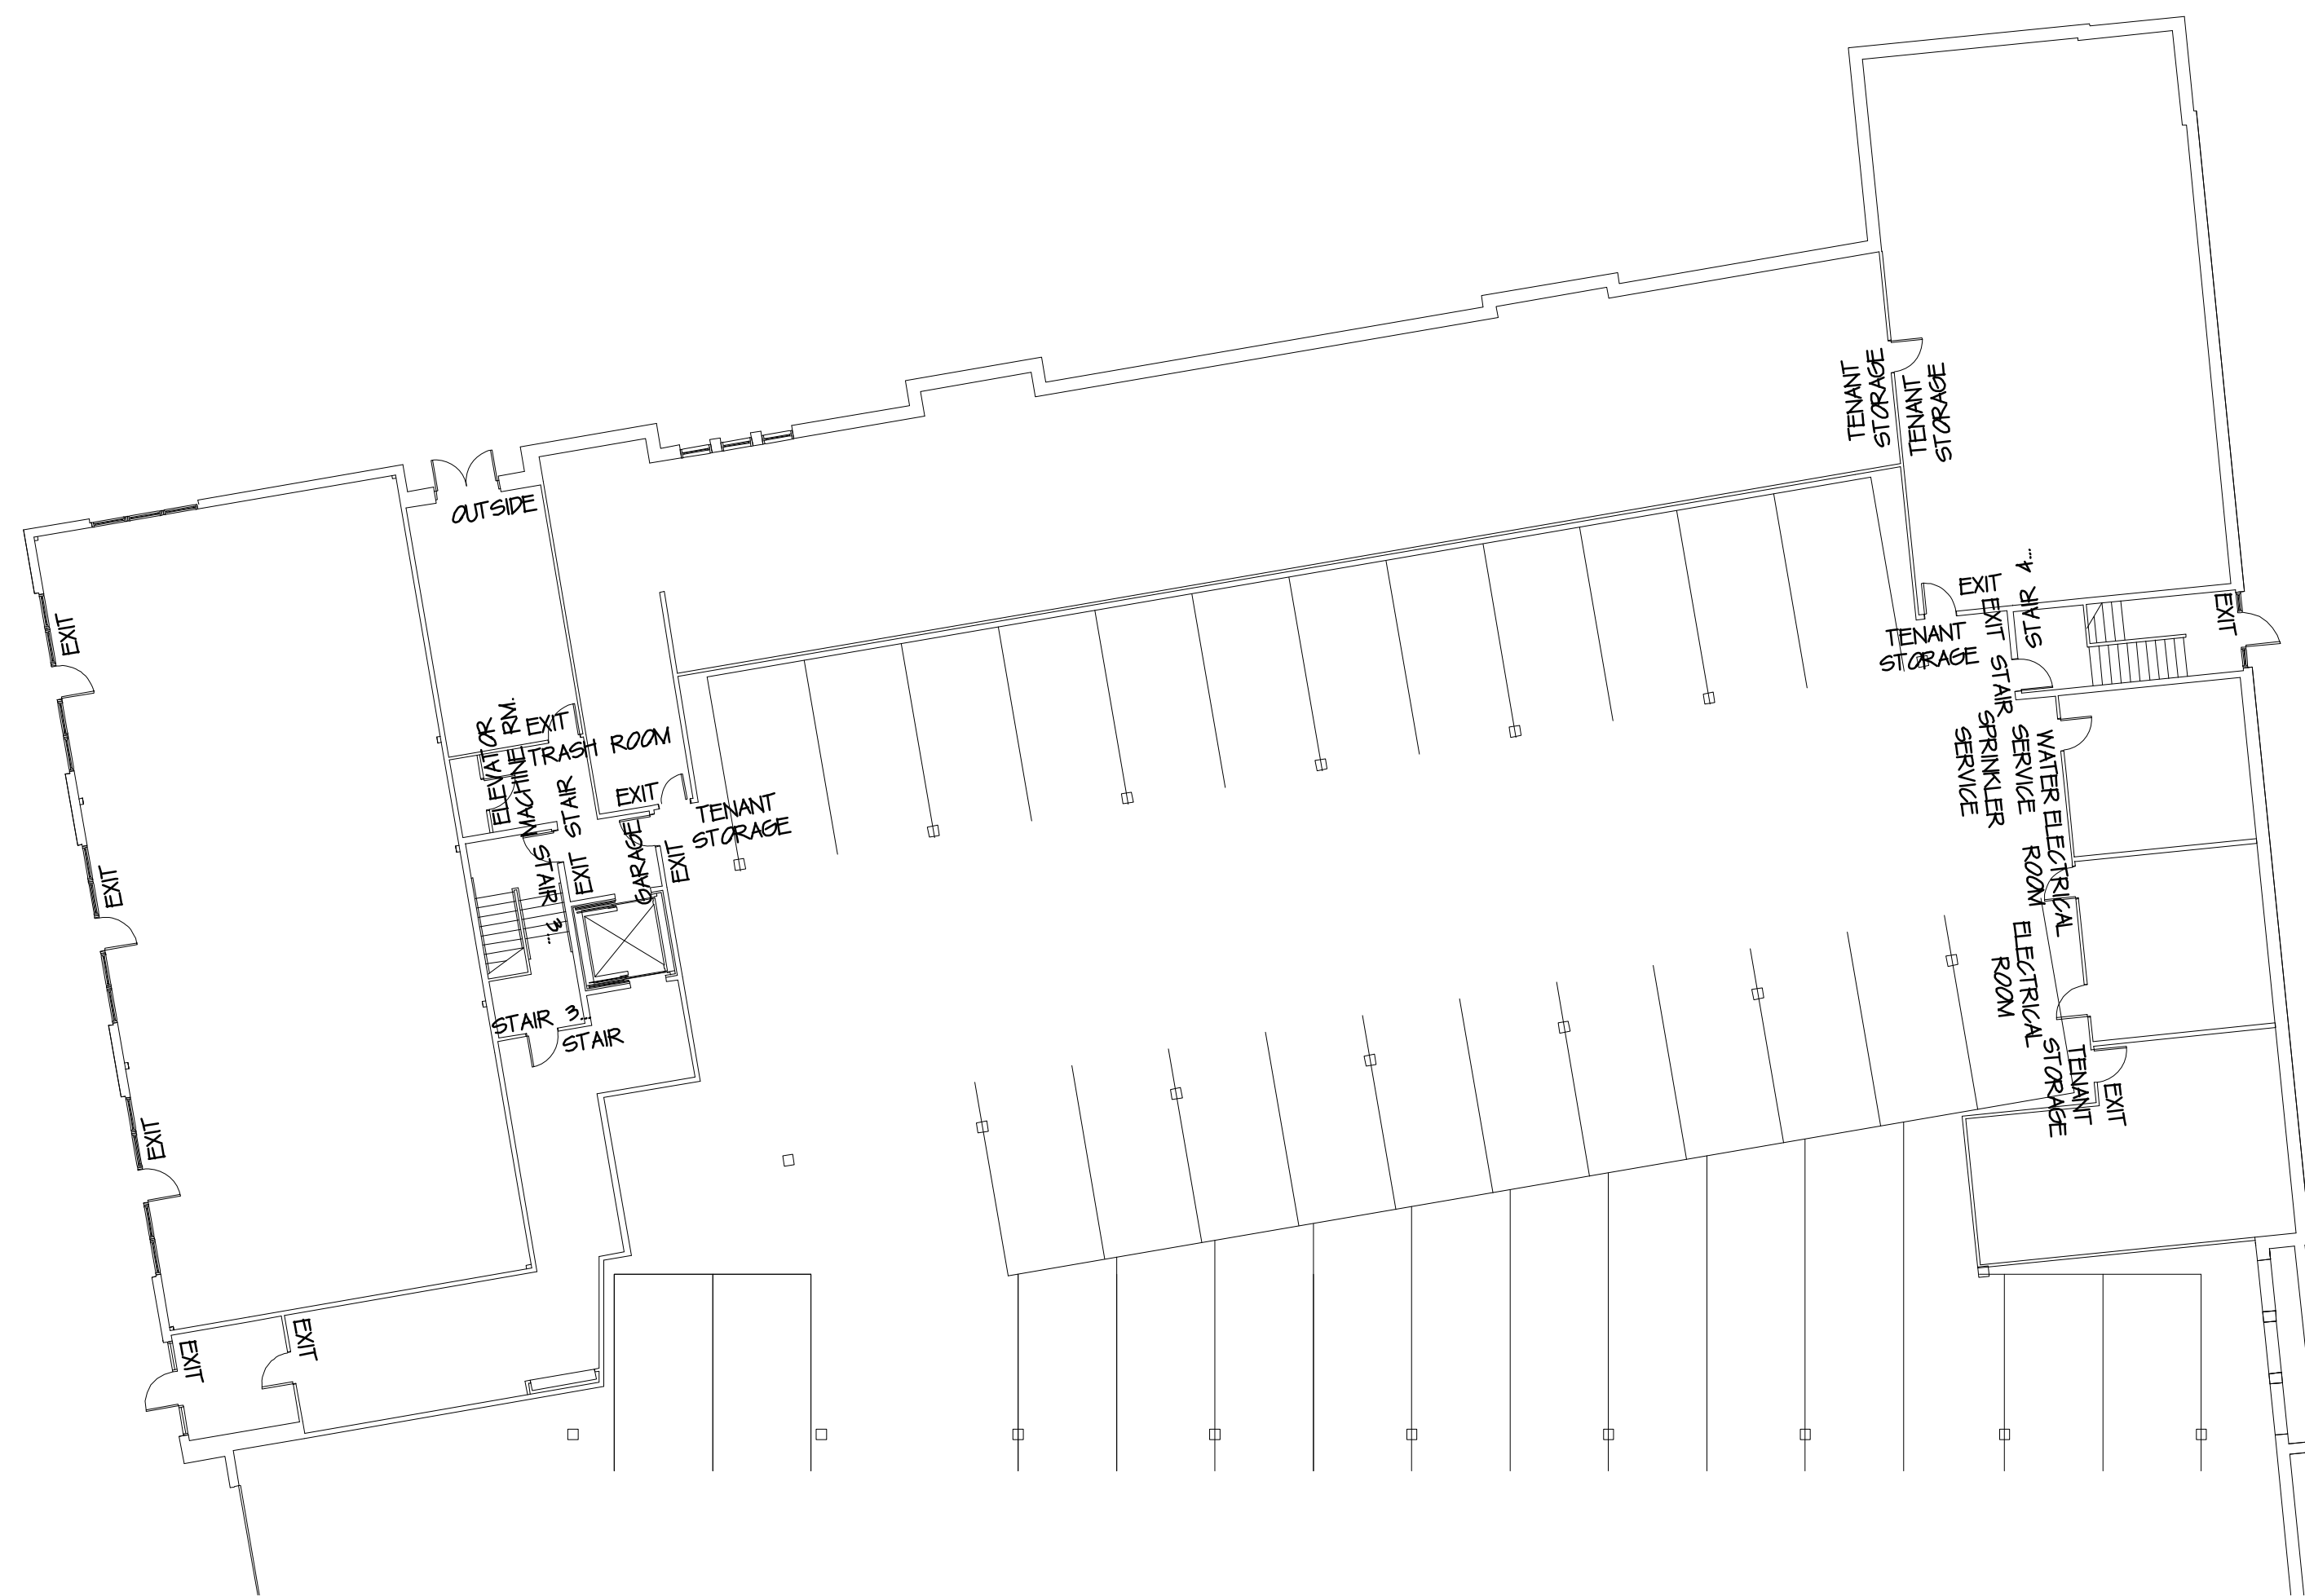 TENANT
STORAGE
TENANT
STORAGE
OUTSIDE
EXIT
EXIT
EXIT
STAIR 4...
EXIT
TENANT
STORAGE
EXIT STAIR
ELEVATOR
MACHINE RM.
EXIT
TRASH ROOM
EXIT STAIR
EXIT
GARAGE
EXIT
TENANT
STORAGE
SPRINKLER
SERVICE
WATER
SERVICE
EXIT
STAIR 3...
ELECTRICAL
ROOM
ELECTRICAL
ROOM
STAIR 3...
STAIR
TENANT
STORAGE
EXIT
EXIT
EXIT
EXIT